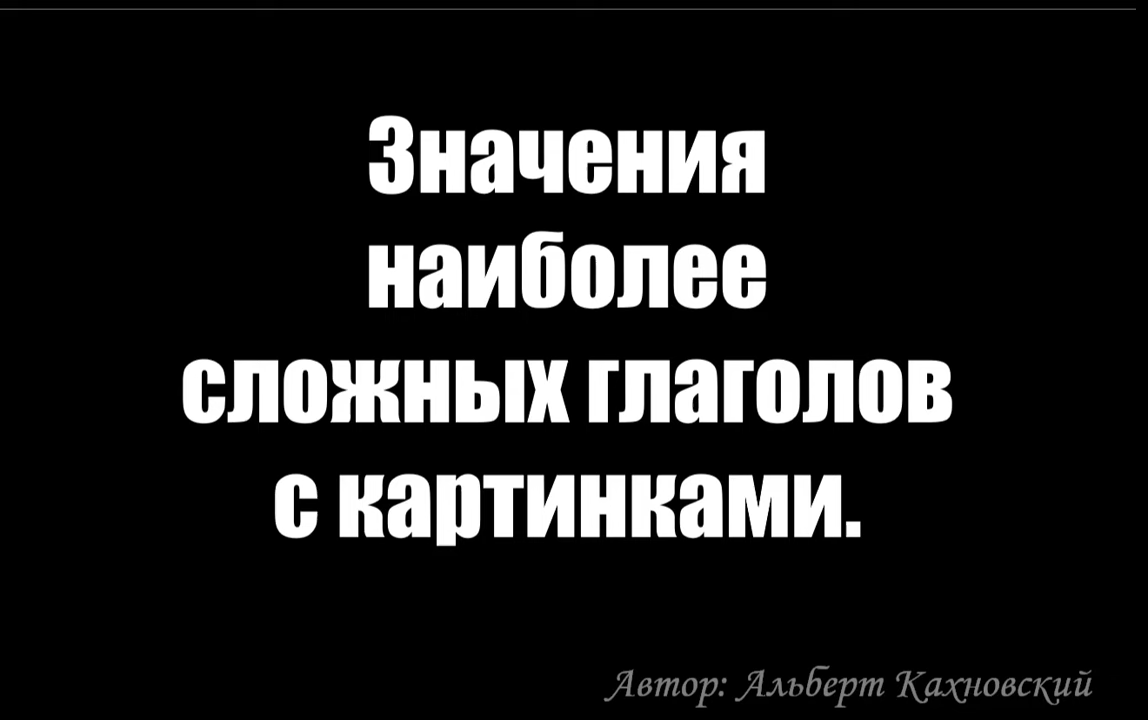 Значения
наиболее
сложных глаголов
с картинками.
Автор: Альберт Кахновский